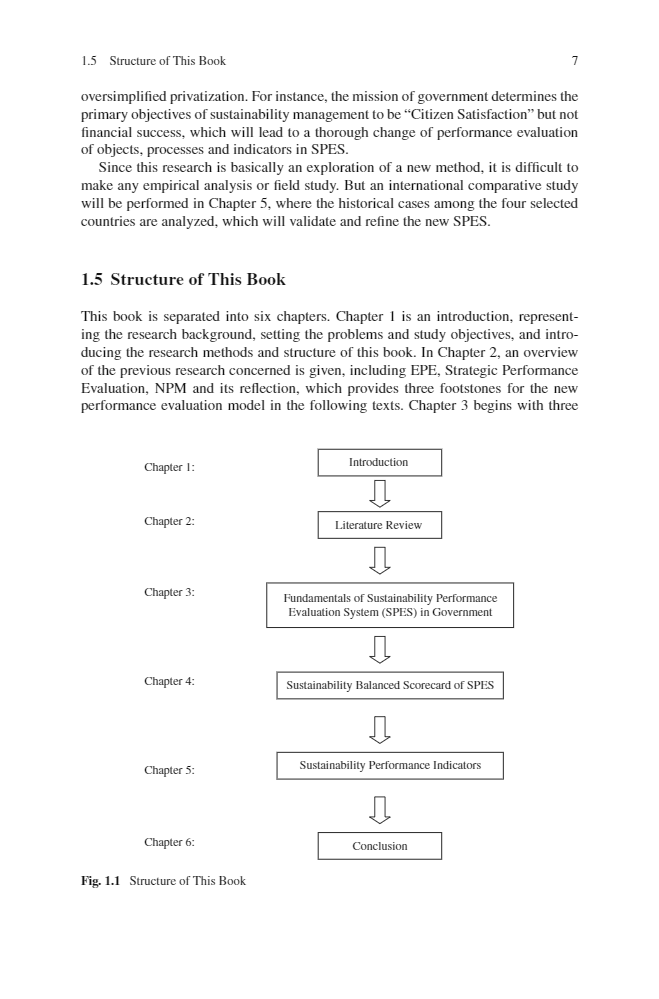 1.5 Structure of This Book 7
oversimplified privatization. For instance, the mission of government determines the
primary objectives of sustainability management to be “Citizen Satisfaction” but not
financial success, which will lead to a thorough change of performance evaluation
of objects, processes and indicators in SPES.
Since this research is basically an exploration of a new method, it is difficult to
make any empirical analysis or field study. But an international comparative study
will be performed in Chapter 5, where the historical cases among the four selected
countries are analyzed, which will validate and refine the new SPES.
1.5 Structure of This Book
This book is separated into six chapters. Chapter 1 is an introduction, represent-
ing the research background, setting the problems and study objectives, and intro-
ducing the research methods and structure of this book. In Chapter 2, an overview
of the previous research concerned is given, including EPE, Strategic Performance
Evaluation, NPM and its reflection, which provides three footstones for the new
performance evaluation model in the following texts. Chapter 3 begins with three
Chapter 1: Introduction
Chapter 2: Literature Review
Chapter 3: Fundamentals of Sustainability Performance
Evaluation System (SPES) in Government
Chapter 4: Sustainability Balanced Scorecard of SPES
Chapter 5: Sustainability Performance Indicators
Chapter 6: Conclusion
Fig. 1.1 Structure of This Book